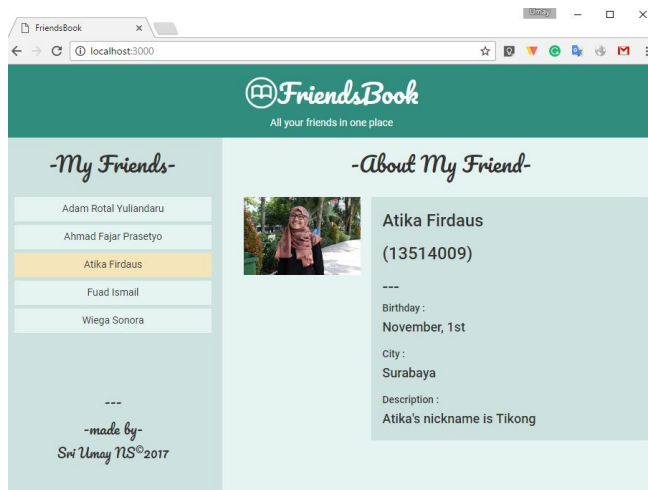 Umay
FriendsBook
localhost:3000
FriendsBook
All your friends in one place
-My Friends-
Adam Rotal Yuliandaru
Ahmad Fajar Prasetyo
Atika Firdaus
Fuad Ismail
Wiega Sonora
---
-made by-
Sri Umay NS©2017
-About My Friend-
Atika Firdaus
(13514009)
---
Birthday :
November, 1st
City :
Surabaya
Description :
Atika's nickname is Tikong